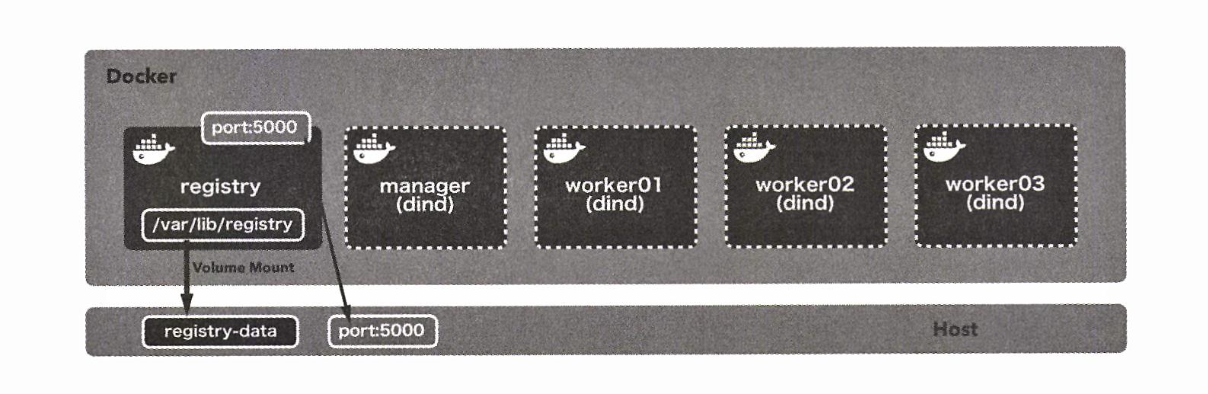 Docker
port:5000
registry
/var/lib/registry
manager
(dind)
worker01
(dind)
worker02
(dind)
worker03
(dind)
Volume Mount
registry-data
port:5000
Host